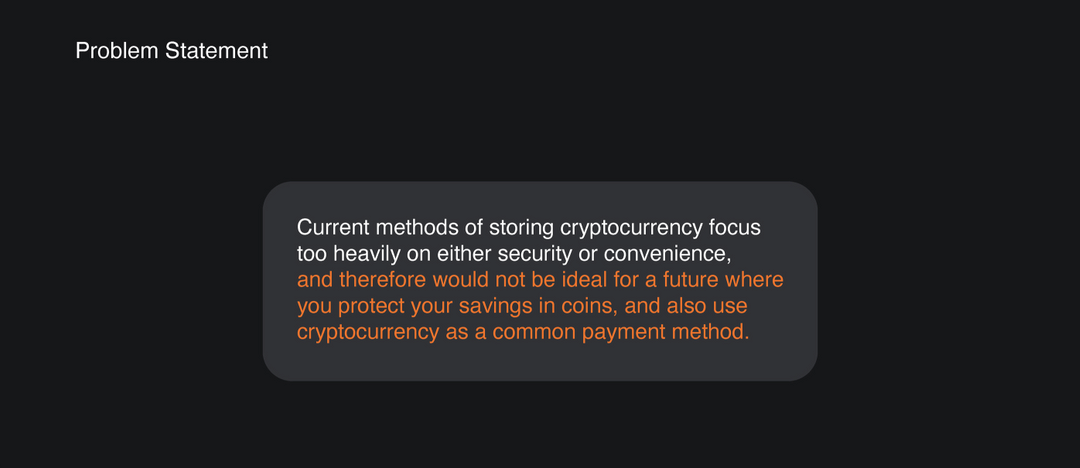 Problem Statement
Current methods of storing cryptocurrency focus
too heavily on either security or convenience,
and therefore would not be ideal for a future where
you protect your savings in coins, and also use
cryptocurrency as a common payment method.